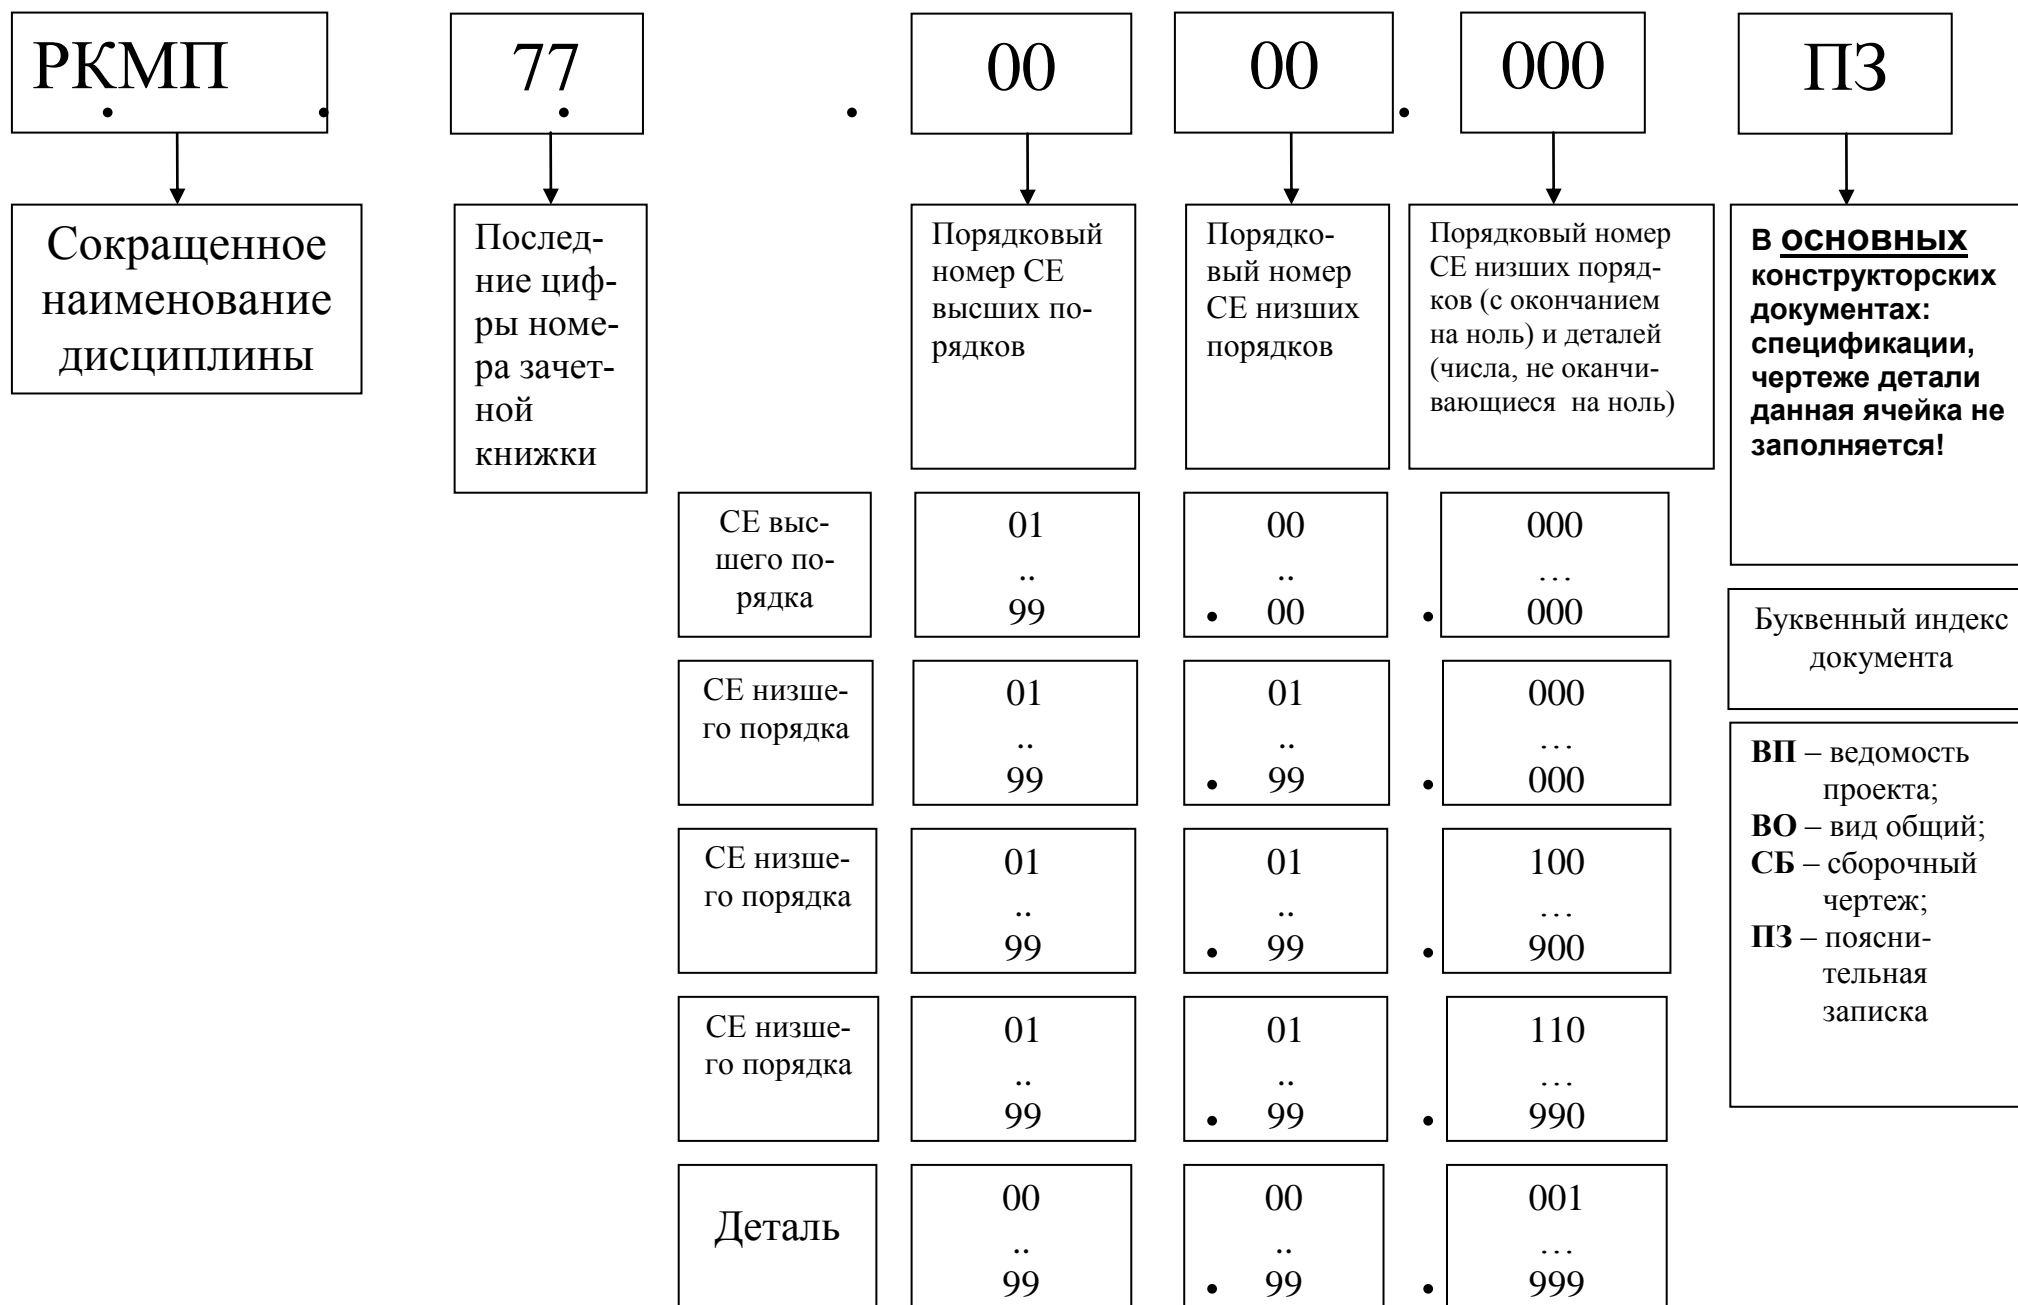 РКМП
77
00
00
000
ПЗ
Сокращенное
наименование
дисциплины
Послед-
ние циф-
ры номе-
ра зачет-
ной
книжки
Порядковый
номер СЕ
высших по-
рядков
Порядко-
вый номер
СЕ низших
порядков
Порядковый номер
СЕ низших поряд-
ков (с окончанием
на ноль) и деталей
(числа, не оканчи-
вающиеся на ноль)
В основных
конструкторских
документах:
спецификации,
чертеже детали
данная ячейка не
заполняется!
СЕ выс-
шего по-
рядка
01
..
99
00
..
. 00
000
…
. 000
Буквенный индекс
документа
СЕ низше-
го порядка
01
..
99
01
..
. 99
000
…
. 000
СЕ низше-
го порядка
01
..
99
01
..
. 99
100
…
. 900
СЕ низше-
го порядка
01
..
99
01
..
. 99
110
…
. 990
Деталь
00
..
99
00
..
. 99
001
…
. 999
ВП – ведомость
проекта;
ВО – вид общий;
СБ – сборочный
чертеж;
ПЗ – поясни-
тельная
записка